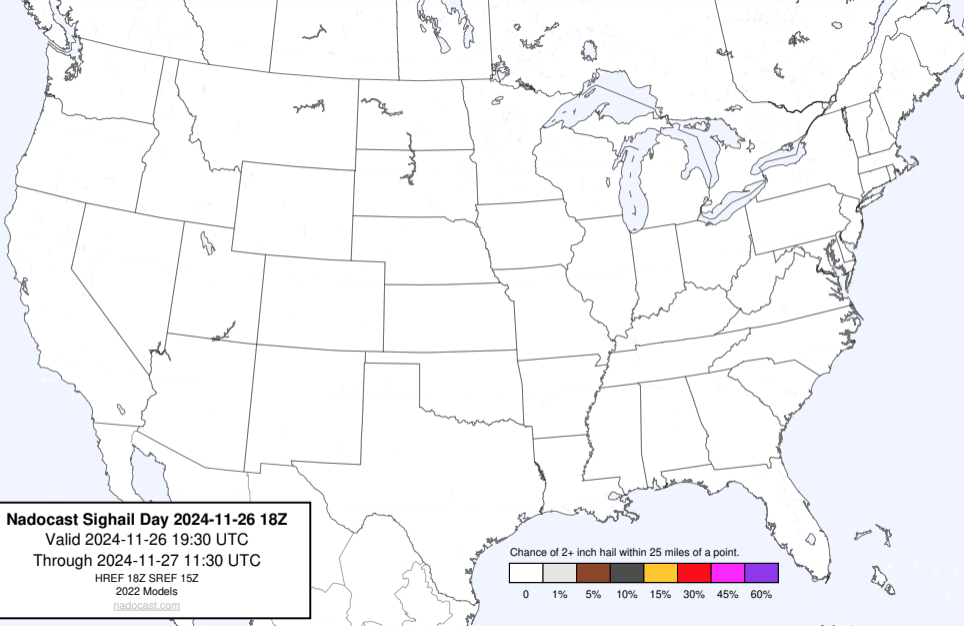 Nadocast Sighail Day 2024-11-26 18Z
Valid 2024-11-26 19:30 UTC
Through 2024-11-27 11:30 UTC
HREF 18Z SREF 15Z
2022 Models
nadocast.com
Chance of 2+ inch hail within 25 miles of a point.
0 1% 5% 10% 15% 30% 45% 60%